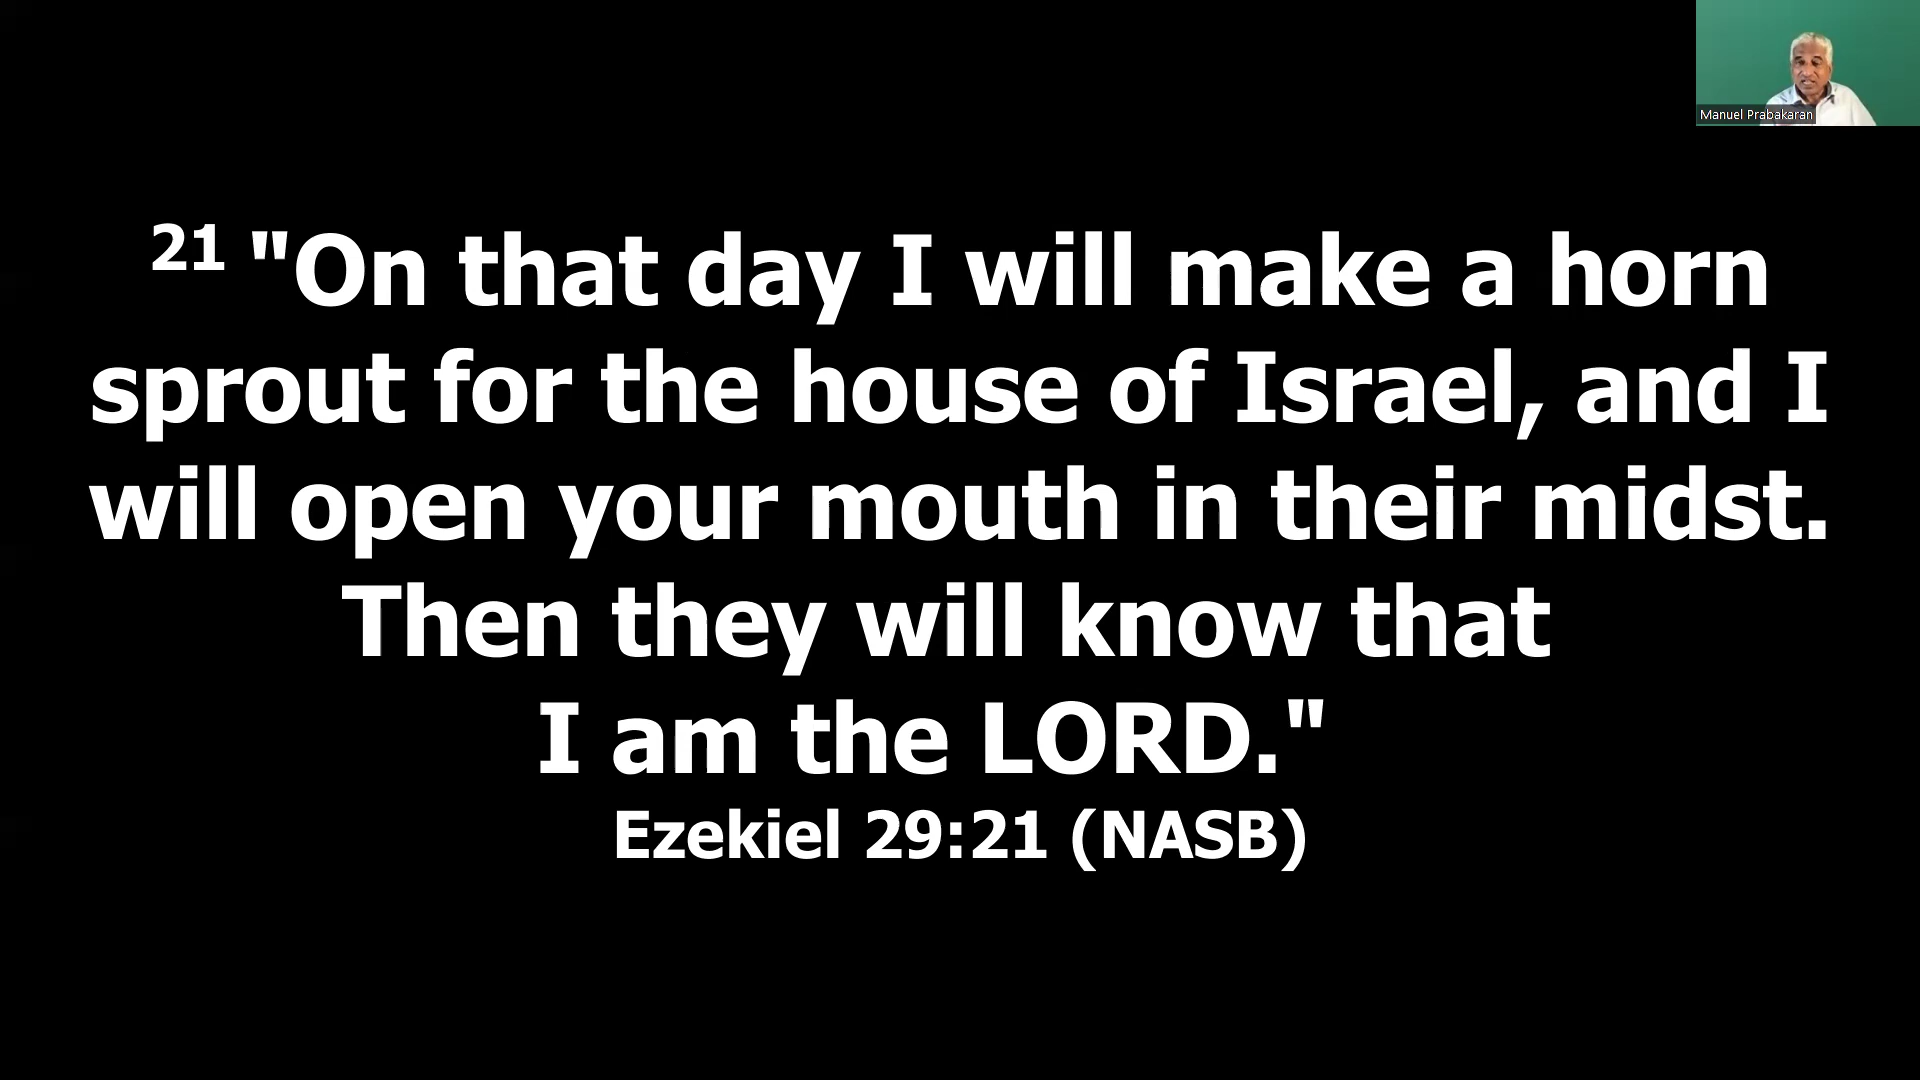 Manuel Prabakaran
21 "On that day I will make a horn
sprout for the house of Israel, and I
will open your mouth in their midst.
Then they will know that
I am the LORD."
Ezekiel 29:21 (NASB)